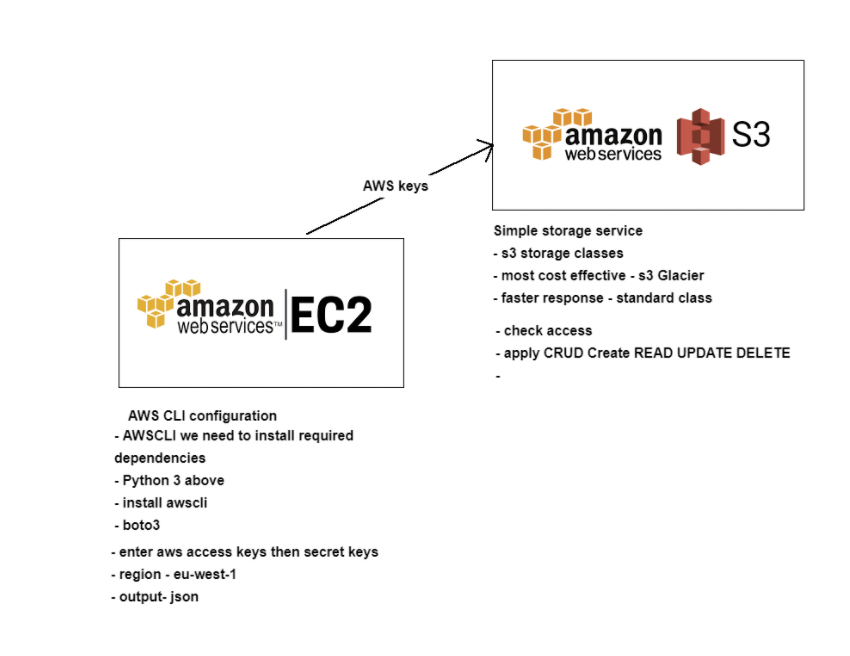 amazon
web services
S3
AWS keys
Simple storage service
- s3 storage classes
- most cost effective - s3 Glacier
- faster response - standard class
- check access
- apply CRUD Create READ UPDATE DELETE
-
amazon
web services™
EC2
AWS CLI configuration
- AWSCLI we need to install required
dependencies
- Python 3 above
- install awscli
- boto3
- enter aws access keys then secret keys
- region - eu-west-1
- output- json